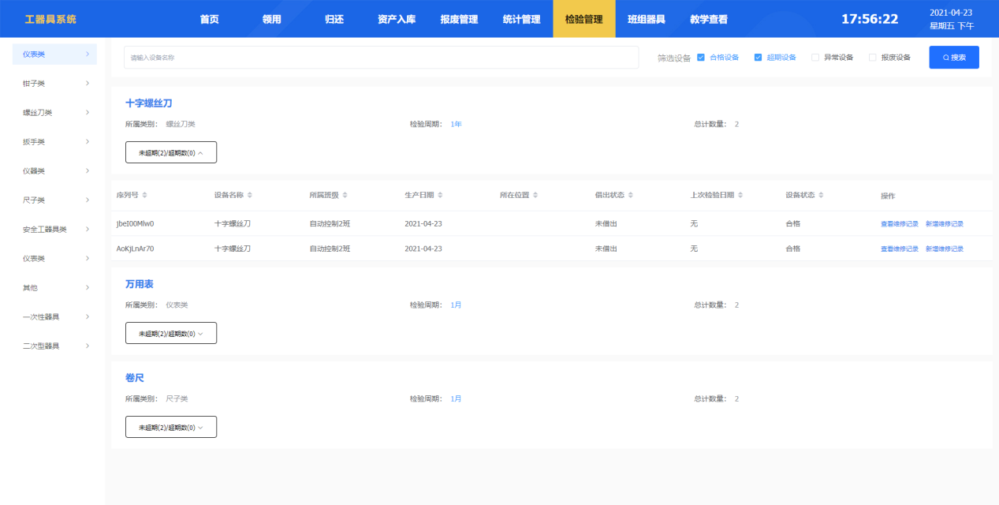 工器具系统 首页 领用 归还 资产入库 报废管理 统计管理 检验管理 班组器具 教学查看 17:56:22 2021-04-23
星期五 下午
仪表类
钳子类
螺丝刀类
扳手类
仪器类
尺子类
安全工器具类
仪表类
其他
一次性器具
二次型器具
请输入设备名称 筛选设备 合格设备 超期设备 异常设备 报废设备 搜索
十字螺丝刀
所属类别： 螺丝刀类 检验周期： 1年 总计数量： 2
未超期(2)/超期数(0)
序列号 设备名称 所属班级 生产日期 所在位置 借出状态 上次检验日期 设备状态 操作
jbeI00Mlw0 十字螺丝刀 自动控制2班 2021-04-23 未借出 无 合格 查看维修记录 新增维修记录
AoKjLnAr70 十字螺丝刀 自动控制2班 2021-04-23 未借出 无 合格 查看维修记录 新增维修记录
万用表
所属类别： 仪表类 检验周期： 1月 总计数量： 2
未超期(2)/超期数(0)
卷尺
所属类别： 尺子类 检验周期： 1月 总计数量： 2
未超期(2)/超期数(0)